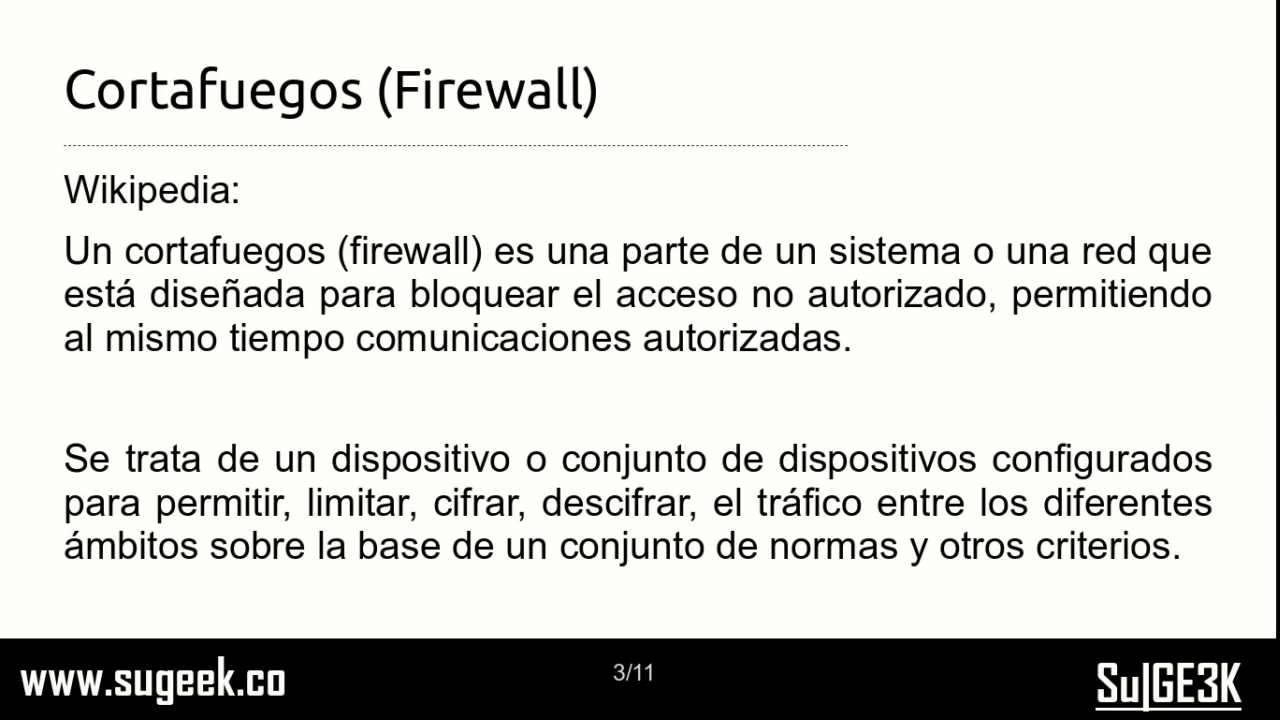 Cortafuegos (Firewall)
Wikipedia:
Un cortafuegos (firewall) es una parte de un sistema o una red que
está diseñada para bloquear el acceso no autorizado, permitiendo
al mismo tiempo comunicaciones autorizadas.
Se trata de un dispositivo o conjunto de dispositivos configurados
para permitir, limitar, cifrar, descifrar, el tráfico entre los diferentes
ámbitos sobre la base de un conjunto de normas y otros criterios.
www.sugeek.co
3/11
Su|GE3K